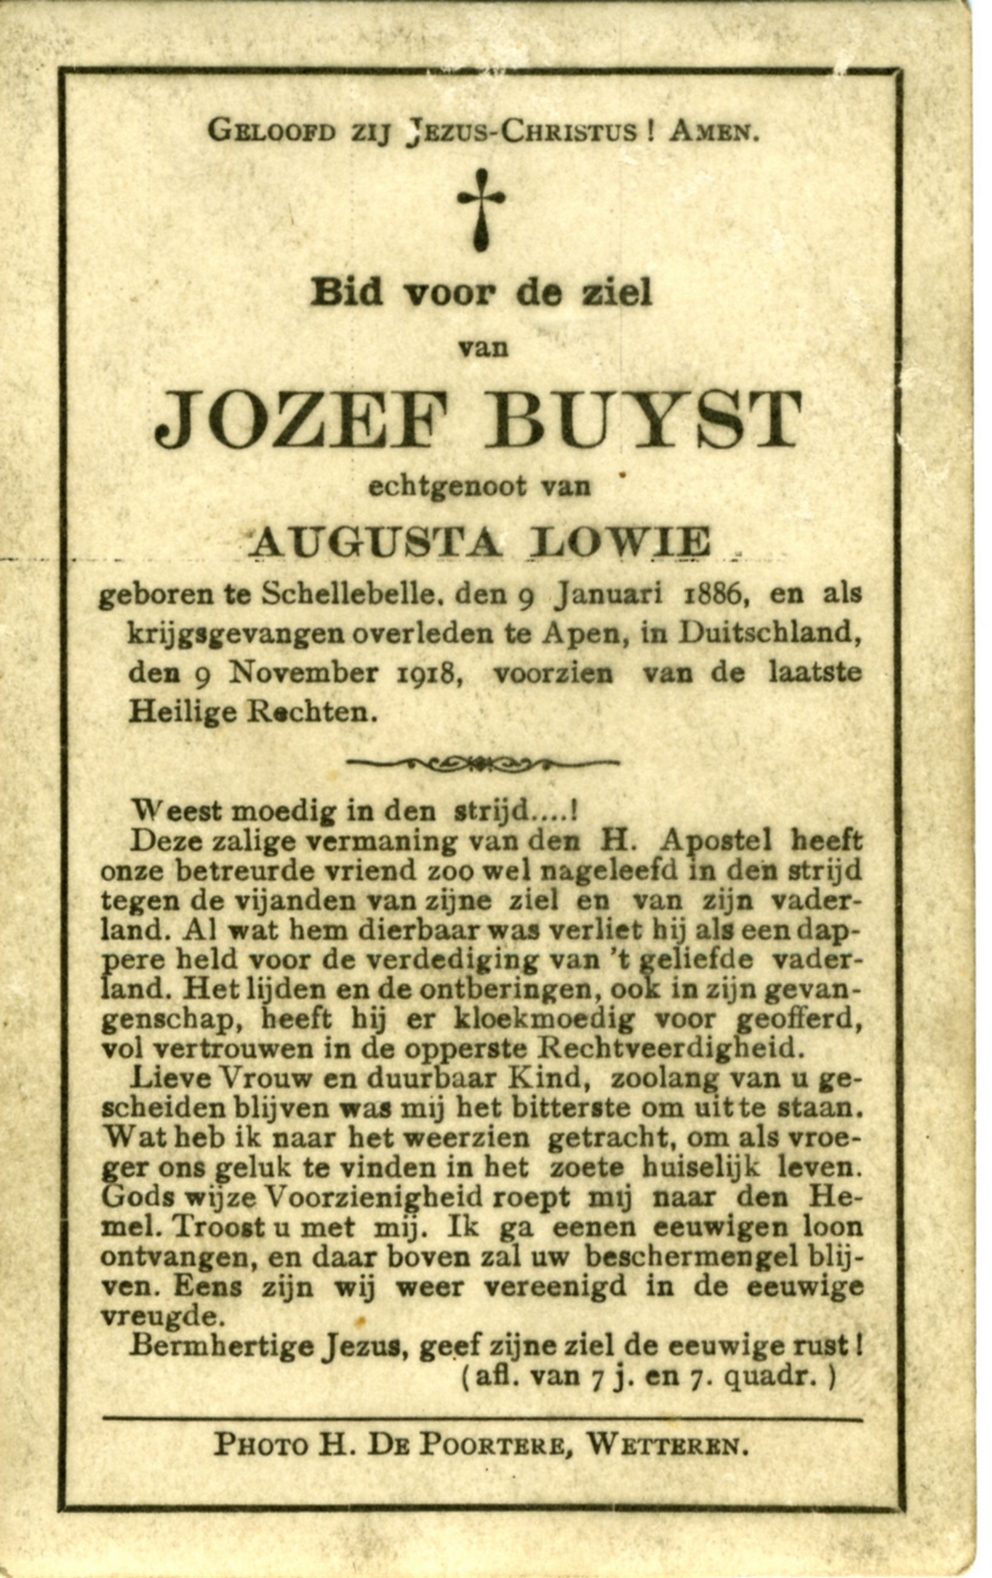 GELOOFD ZIJ JEZUS-CHRISTUS ! AMEN.
Bid voor de ziel
van
JOZEF BUYST
echtgenoot van
AUGUSTA LOWIE
geboren te Schellebelle, den 9 Januari 1886, en als
krijgsgevangen overleden te Apen, in Duitschland,
den 9 November 1918, voorzien van de laatste
Heilige Rechten.
Weest moedig in den strijd....!
Deze zalige vermaning van den H. Apostel heeft
onze betreurde vriend zoo wel nageleefd in den strijd
tegen de vijanden van zijne ziel en van zijn vader-
land. Al wat hem dierbaar was verliet hij als een dap-
pere held voor de verdediging van 't geliefde vader-
land. Het lijden en de ontberingen, ook in zijn gevan-
genschap, heeft hij er kloekmoedig voor geofferd,
vol vertrouwen in de opperste Rechtveerdigheid.
Lieve Vrouw en duurbaar Kind, zoolang van u ge-
scheiden blijven was mij het bitterste om uit te staan.
Wat heb ik naar het weerzien getracht, om als vroe-
ger ons geluk te vinden in het zoete huiselijk leven.
Gods wijze Voorzienigheid roept mij naar den He-
mel. Troost u met mij. Ik ga eenen eeuwigen loon
ontvangen, en daar boven zal uw beschermengel blij-
ven. Eens zijn wij weer vereenigd in de eeuwige
vreugde.
Bermhertige Jezus, geef zijne ziel de eeuwige rust !
(afl. van 7 j. en 7. quadr. )
PHOTO H. DE POORTERE, WETTEREN.